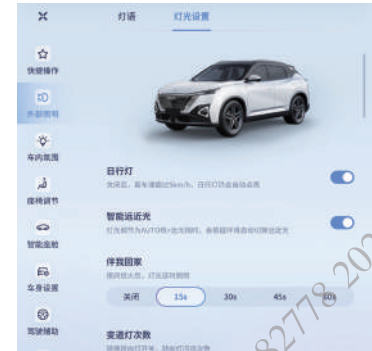 灯语 灯光设置
快捷操作
外部照明
车内氛围
座椅调节
智能座舱
车身设置
驾驶辅助
日行灯
智能远近光
伴我回家
关闭 15s 30s 45s 60s
变道灯次数
82778 202